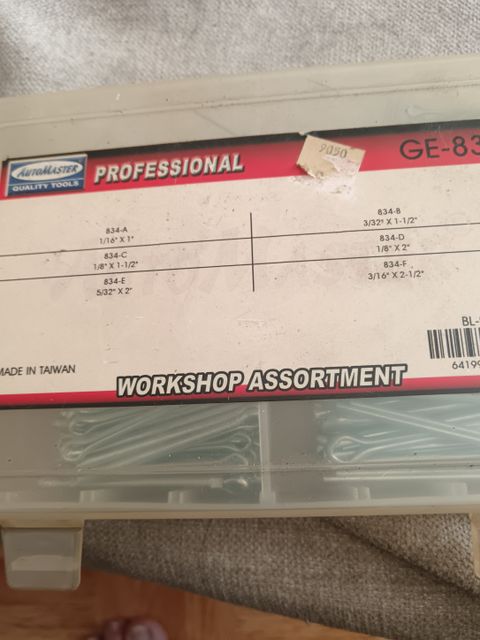 AUTOMASTER
QUALITY TOOLS
PROFESSIONAL
9050
GE-83
834-A
1/16" X 1"
834-B
3/32" X 1-1/2"
834-C
1/8" X 1-1/2"
834-D
1/8" X 2"
834-E
5/32" X 2"
834-F
3/16" X 2-1/2"
BL-
64199
MADE IN TAIWAN
WORKSHOP ASSORTMENT